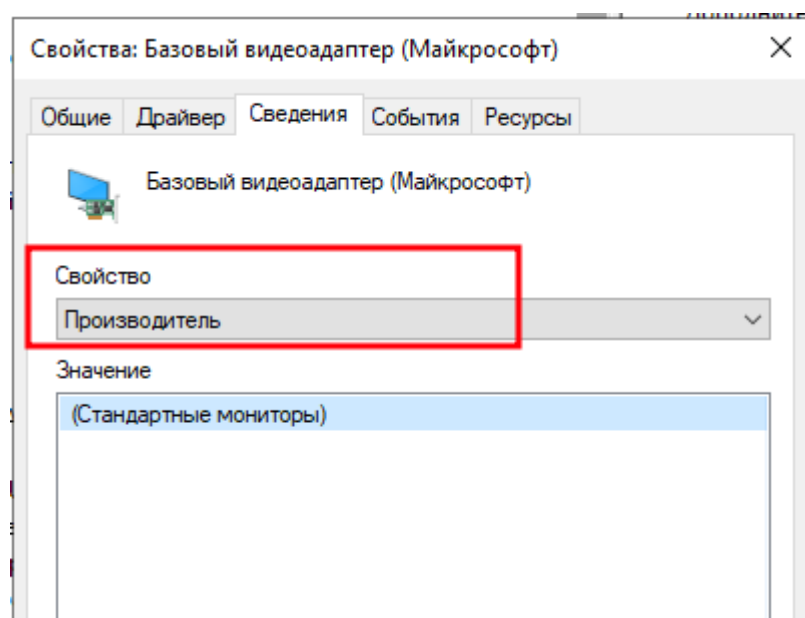 Свойства: Базовый видеоадаптер (Майкрософт)
Общие Драйвер Сведения События Ресурсы
Базовый видеоадаптер (Майкрософт)
Свойство
Производитель
Значение
(Стандартные мониторы)